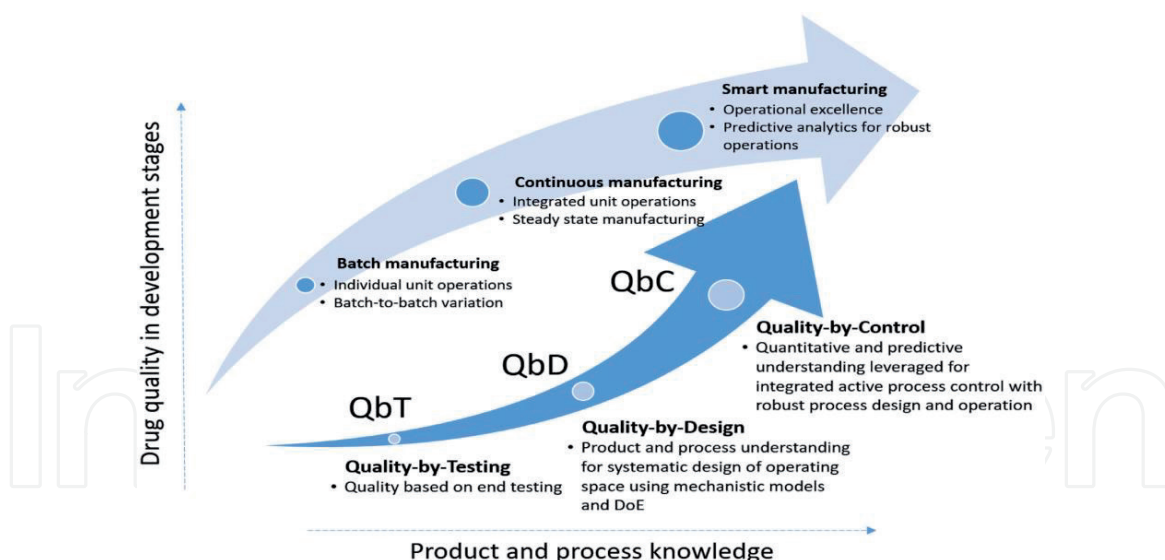 Drug quality in development stages
Smart manufacturing
• Operational excellence
• Predictive analytics for robust
operations
Continuous manufacturing
• Integrated unit operations
• Steady state manufacturing
Batch manufacturing
• Individual unit operations
• Batch-to-batch variation
QbC
Quality-by-Control
• Quantitative and predictive
understanding leveraged for
integrated active process control with
robust process design and operation
QbD
Quality-by-Design
• Product and process understanding
for systematic design of operating
space using mechanistic models
and DoE
QbT
Quality-by-Testing
• Quality based on end testing
Product and process knowledge